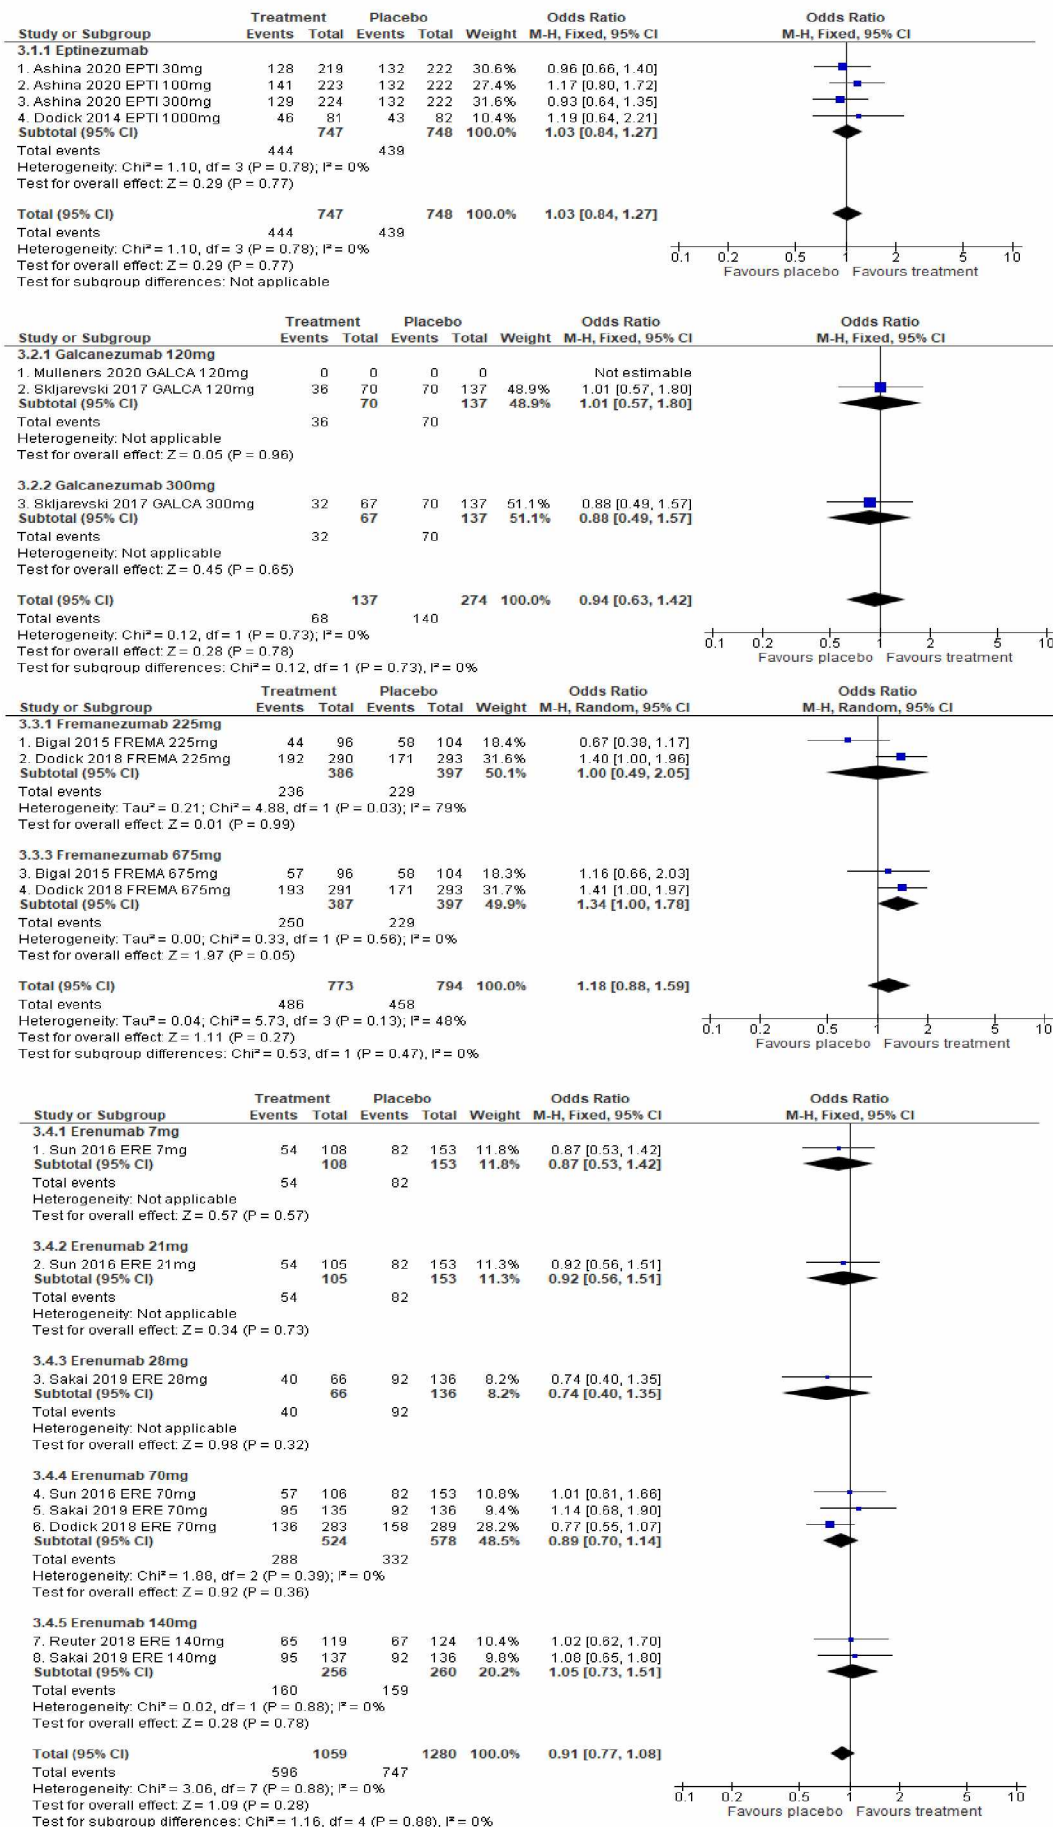 Treatment Placebo Odds Ratio Odds Ratio
Study or Subgroup Events Total Events Total Weight M-H, Fixed, 95% CI M-H, Fixed, 95% CI
3.1.1 Eptinezumab
1. Ashina 2020 EPTI 30mg 128 219 132 222 30.6% 0.96 [0.66, 1.40]
2. Ashina 2020 EPTI 100mg 141 223 132 222 27.4% 1.17 [0.80, 1.72]
3. Ashina 2020 EPTI 300mg 129 224 132 222 31.6% 0.93 [0.64, 1.35]
4. Dodick 2014 EPTI 1000mg 46 81 43 82 10.4% 1.19 [0.64, 2.21]
Subtotal (95% CI) 747 748 100.0% 1.03 [0.84, 1.27]
Total events 444 439
Heterogeneity: Chi² = 1.10, df = 3 (P = 0.78); I² = 0%
Test for overall effect: Z = 0.29 (P = 0.77)
Total (95% CI) 747 748 100.0% 1.03 [0.84, 1.27]
Total events 444 439
Heterogeneity: Chi² = 1.10, df = 3 (P = 0.78); I² = 0%
Test for overall effect: Z = 0.29 (P = 0.77)
Test for subgroup differences: Not applicable
0.1 0.2 0.5 1 2 5 10
Favours placebo Favours treatment
Treatment Placebo Odds Ratio Odds Ratio
Study or Subgroup Events Total Events Total Weight M-H, Fixed, 95% CI M-H, Fixed, 95% CI
3.2.1 Galcanezumab 120mg
1. Mulleners 2020 GALCA 120mg 0 0 0 0 Not estimable
2. Skljarevski 2017 GALCA 120mg 36 70 70 137 48.9% 1.01 [0.57, 1.80]
Subtotal (95% CI) 70 137 48.9% 1.01 [0.57, 1.80]
Total events 36 70
Heterogeneity: Not applicable
Test for overall effect: Z = 0.05 (P = 0.96)
3.2.2 Galcanezumab 300mg
3. Skljarevski 2017 GALCA 300mg 32 67 70 137 51.1% 0.88 [0.49, 1.57]
Subtotal (95% CI) 67 137 51.1% 0.88 [0.49, 1.57]
Total events 32 70
Heterogeneity: Not applicable
Test for overall effect: Z = 0.45 (P = 0.65)
Total (95% CI) 137 274 100.0% 0.94 [0.63, 1.42]
Total events 68 140
Heterogeneity: Chi² = 0.12, df = 1 (P = 0.73); I² = 0%
Test for overall effect: Z = 0.28 (P = 0.78)
Test for subgroup differences: Chi² = 0.12, df = 1 (P = 0.73), I² = 0%
0.1 0.2 0.5 1 2 5 10
Favours placebo Favours treatment
Treatment Placebo Odds Ratio Odds Ratio
Study or Subgroup Events Total Events Total Weight M-H, Random, 95% CI M-H, Random, 95% CI
3.3.1 Fremanezumab 225mg
1. Bigal 2015 FREMA 225mg 44 96 58 104 18.4% 0.67 [0.38, 1.17]
2. Dodick 2018 FREMA 225mg 192 290 171 293 31.6% 1.40 [1.00, 1.96]
Subtotal (95% CI) 386 397 50.1% 1.00 [0.49, 2.05]
Total events 236 229
Heterogeneity: Tau² = 0.21; Chi² = 4.88, df = 1 (P = 0.03); I² = 79%
Test for overall effect: Z = 0.01 (P = 0.99)
3.3.3 Fremanezumab 675mg
3. Bigal 2015 FREMA 675mg 57 96 58 104 18.3% 1.16 [0.66, 2.03]
4. Dodick 2018 FREMA 675mg 193 291 171 293 31.7% 1.41 [1.00, 1.97]
Subtotal (95% CI) 387 397 49.9% 1.34 [1.00, 1.78]
Total events 250 229
Heterogeneity: Tau² = 0.00; Chi² = 0.33, df = 1 (P = 0.56); I² = 0%
Test for overall effect: Z = 1.97 (P = 0.05)
Total (95% CI) 773 794 100.0% 1.18 [0.88, 1.59]
Total events 486 458
Heterogeneity: Tau² = 0.04; Chi² = 5.73, df = 3 (P = 0.13); I² = 48%
Test for overall effect: Z = 1.11 (P = 0.27)
Test for subgroup differences: Chi² = 0.53, df = 1 (P = 0.47), I² = 0%
0.1 0.2 0.5 1 2 5 10
Favours placebo Favours treatment
Treatment Placebo Odds Ratio Odds Ratio
Study or Subgroup Events Total Events Total Weight M-H, Fixed, 95% CI M-H, Fixed, 95% CI
3.4.1 Erenumab 7mg
1. Sun 2016 ERE 7mg 54 108 82 153 11.8% 0.87 [0.53, 1.42]
Subtotal (95% CI) 108 153 11.8% 0.87 [0.53, 1.42]
Total events 54 82
Heterogeneity: Not applicable
Test for overall effect: Z = 0.57 (P = 0.57)
3.4.2 Erenumab 21mg
2. Sun 2016 ERE 21mg 54 105 82 153 11.3% 0.92 [0.56, 1.51]
Subtotal (95% CI) 105 153 11.3% 0.92 [0.56, 1.51]
Total events 54 82
Heterogeneity: Not applicable
Test for overall effect: Z = 0.34 (P = 0.73)
3.4.3 Erenumab 28mg
3. Sakai 2019 ERE 28mg 40 66 92 136 8.2% 0.74 [0.40, 1.35]
Subtotal (95% CI) 66 136 8.2% 0.74 [0.40, 1.35]
Total events 40 92
Heterogeneity: Not applicable
Test for overall effect: Z = 0.98 (P = 0.32)
3.4.4 Erenumab 70mg
4. Sun 2016 ERE 70mg 57 106 82 153 10.8% 1.01 [0.61, 1.66]
5. Sakai 2019 ERE 70mg 95 135 92 136 9.4% 1.14 [0.68, 1.90]
6. Dodick 2018 ERE 70mg 136 283 158 289 28.2% 0.77 [0.55, 1.07]
Subtotal (95% CI) 524 578 48.5% 0.89 [0.70, 1.14]
Total events 288 332
Heterogeneity: Chi² = 1.88, df = 2 (P = 0.39); I² = 0%
Test for overall effect: Z = 0.92 (P = 0.36)
3.4.5 Erenumab 140mg
7. Reuter 2018 ERE 140mg 65 119 67 124 10.4% 1.02 [0.62, 1.70]
8. Sakai 2019 ERE 140mg 95 137 92 136 9.8% 1.08 [0.65, 1.80]
Subtotal (95% CI) 256 260 20.2% 1.05 [0.73, 1.51]
Total events 160 159
Heterogeneity: Chi² = 0.02, df = 1 (P = 0.88); I² = 0%
Test for overall effect: Z = 0.28 (P = 0.78)
Total (95% CI) 1059 1280 100.0% 0.91 [0.77, 1.08]
Total events 596 747
Heterogeneity: Chi² = 3.06, df = 7 (P = 0.88); I² = 0%
Test for overall effect: Z = 1.09 (P = 0.28)
Test for subgroup differences: Chi² = 1.16, df = 4 (P = 0.88), I² = 0%
0.1 0.2 0.5 1 2 5 10
Favours placebo Favours treatment